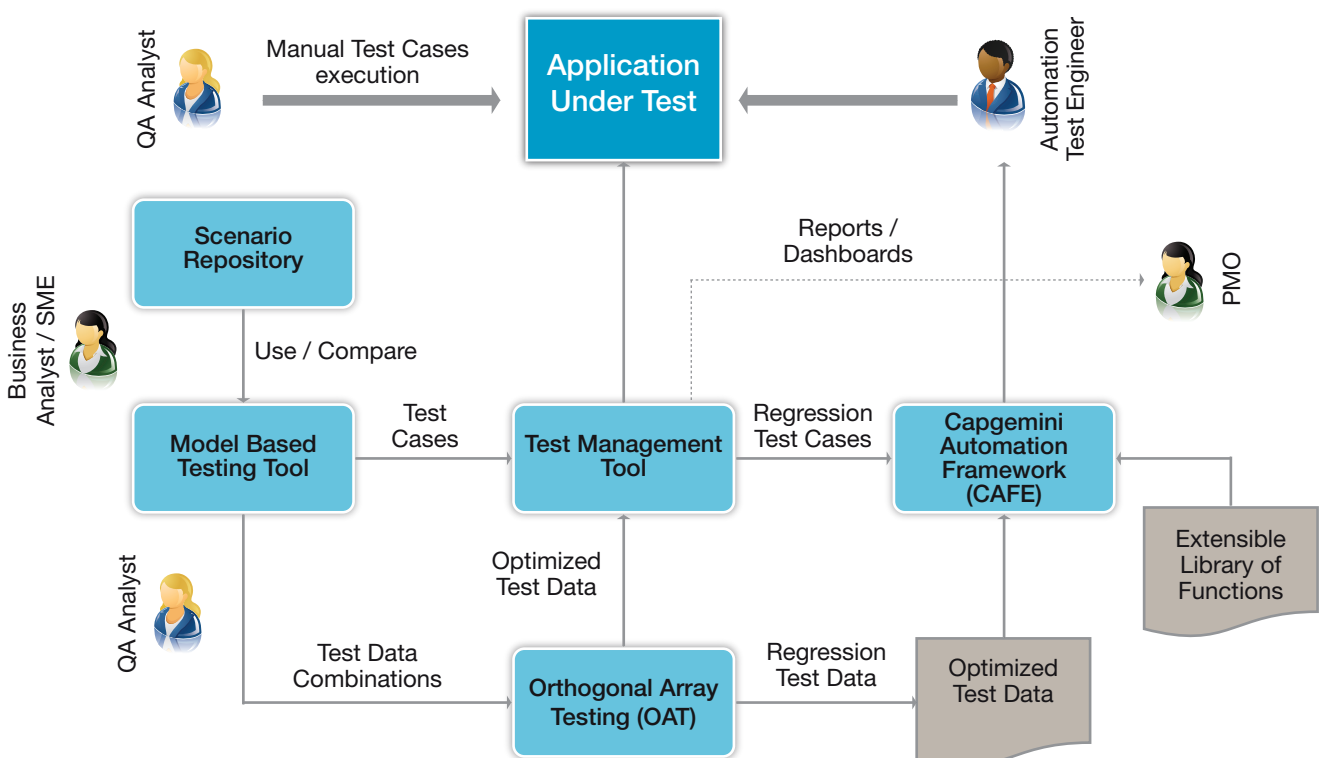 QA Analyst
Manual Test Cases
execution
Application
Under Test
Automation
Test Engineer
Scenario
Repository
Reports /
Dashboards
PMO
Business
Analyst / SME
Use / Compare
Model Based
Testing Tool
Test
Cases
Test Management
Tool
Regression
Test Cases
Capgemini
Automation
Framework
(CAFE)
Extensible
Library of
Functions
QA Analyst
Optimized
Test Data
Test Data
Combinations
Orthogonal Array
Testing (OAT)
Regression
Test Data
Optimized
Test Data